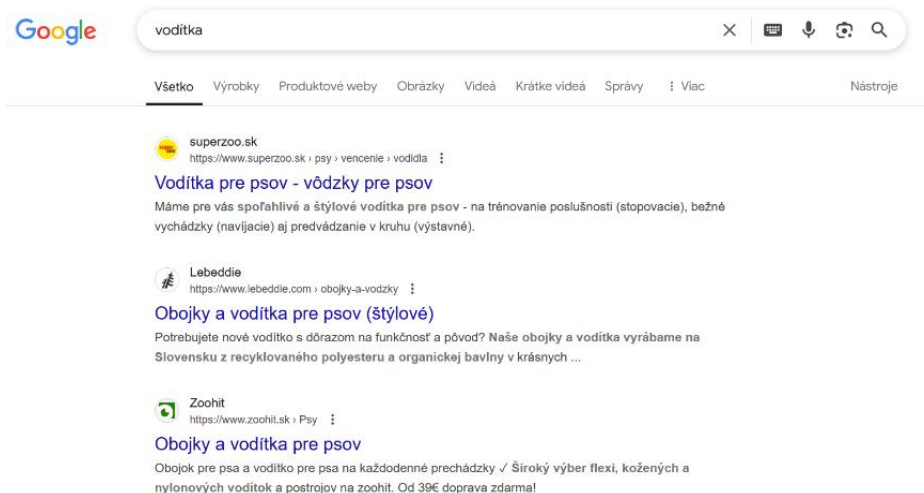 Google
vodítka
Všetko Výrobky Produktové weby Obrázky Videá Krátke videá Správy Viac Nástroje
superzoo.sk
https://www.superzoo.sk › psy › vencenie › vodidla
Vodítka pre psov - vôdzky pre psov
Máme pre vás spoľahlivé a štýlové vodítka pre psov - na trénovanie poslušnosti (stopovacie), bežné
vychádzky (navíjacie) aj predvádzanie v kruhu (výstavné).
Lebeddie
https://www.lebeddie.com › obojky-a-vodzky
Obojky a vodítka pre psov (štýlové)
Potrebujete nové vodítko s dôrazom na funkčnosť a pôvod? Naše obojky a vodítka vyrábame na
Slovensku z recyklovaného polyesteru a organickej bavlny v krásnych ...
Zoohit
https://www.zoohit.sk › Psy
Obojky a vodítka pre psov
Obojok pre psa a vodítko pre psa na každodenné prechádzky ✓ Široký výber flexi, kožených a
nylonových vodítok a postrojov na zoohit. Od 39€ doprava zdarma!